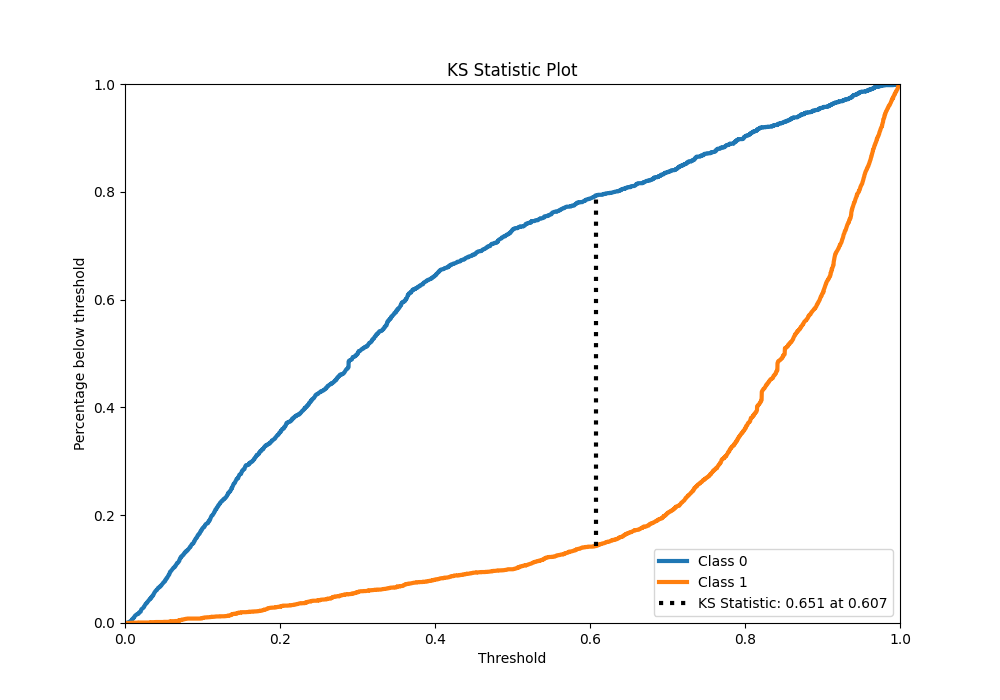 KS Statistic Plot
1.0
0.8
0.6
0.4
0.2
0.0
Percentage below threshold
0.0 0.2 0.4 0.6 0.8 1.0
Threshold
Class 0
Class 1
KS Statistic: 0.651 at 0.607